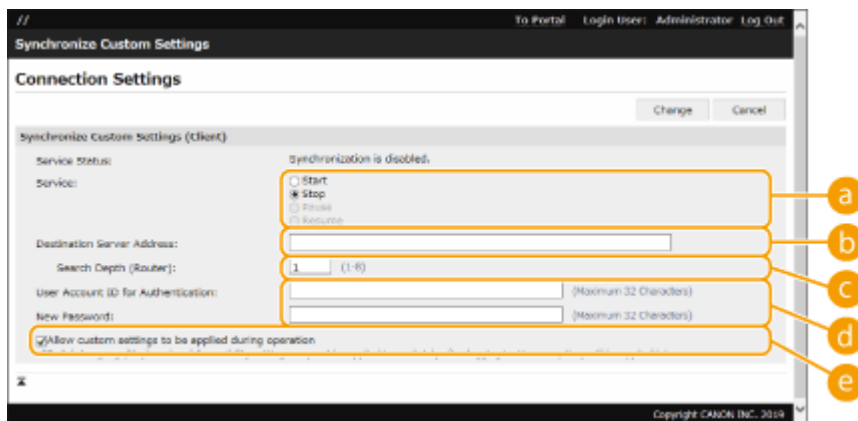 //
To Portal Login User: Administrator Log Out
Synchronize Custom Settings
Connection Settings
Change Cancel
Synchronize Custom Settings (Client)
Service Status: Synchronization is disabled.
Service: Start
Stop
Pause
Resume
a
Destination Server Address:
b
Search Depth (Router): 1 (1-8)
c
User Account ID for Authentication: (Maximum 32 Characters)
New Password: (Maximum 32 Characters)
d
Allow custom settings to be applied during operation
e
Copyright CANON INC. 2019